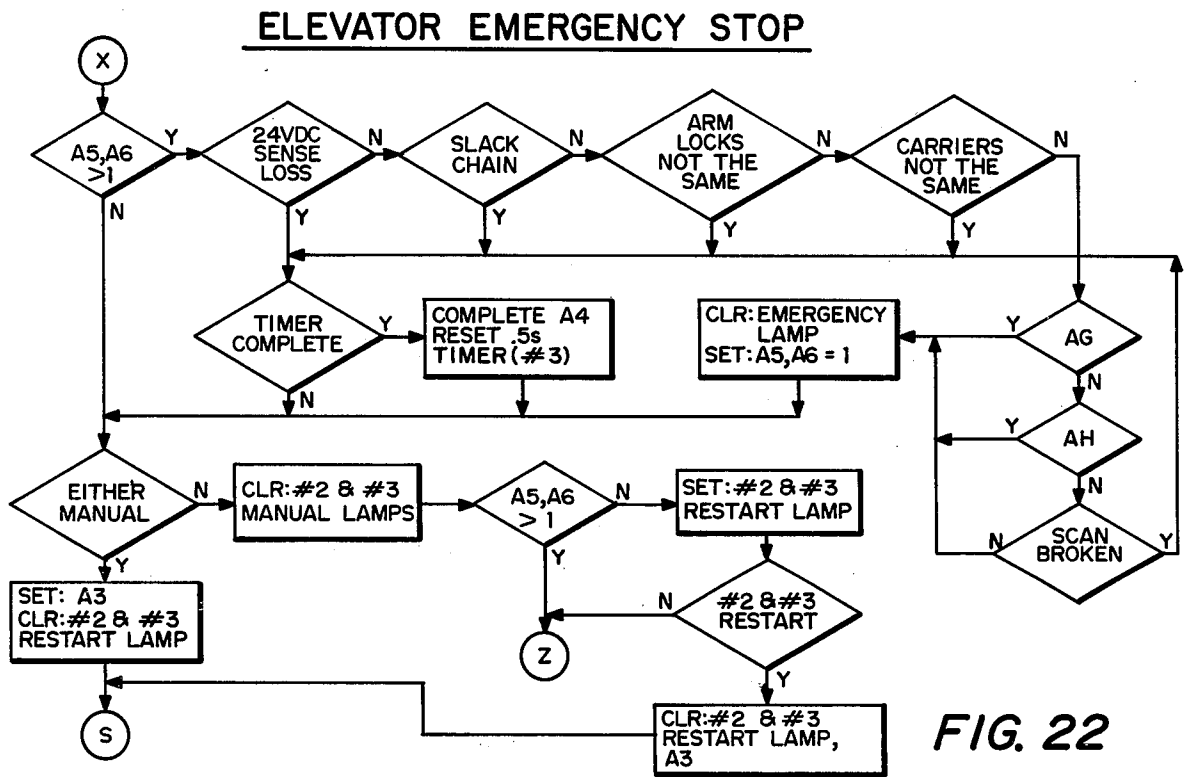 ELEVATOR EMERGENCY STOP
X
A5,A6
>1
Y
N
24VDC
SENSE
LOSS
N
Y
SLACK
CHAIN
N
Y
ARM
LOCKS
NOT THE
SAME
N
Y
CARRIERS
NOT THE
SAME
N
Y
TIMER
COMPLETE
Y
N
COMPLETE A4
RESET .5s
TIMER (#3)
CLR: EMERGENCY
LAMP
SET: A5,A6 = 1
Y
AG
N
Y
AH
N
N
SCAN
BROKEN
Y
EITHER
MANUAL
N
Y
CLR: #2 & #3
MANUAL LAMPS
A5,A6
> 1
N
Y
SET: #2 & #3
RESTART LAMP
SET: A3
CLR: #2 & #3
RESTART LAMP
Z
N
#2 & #3
RESTART
Y
S
CLR: #2 & #3
RESTART LAMP,
A3
FIG. 22